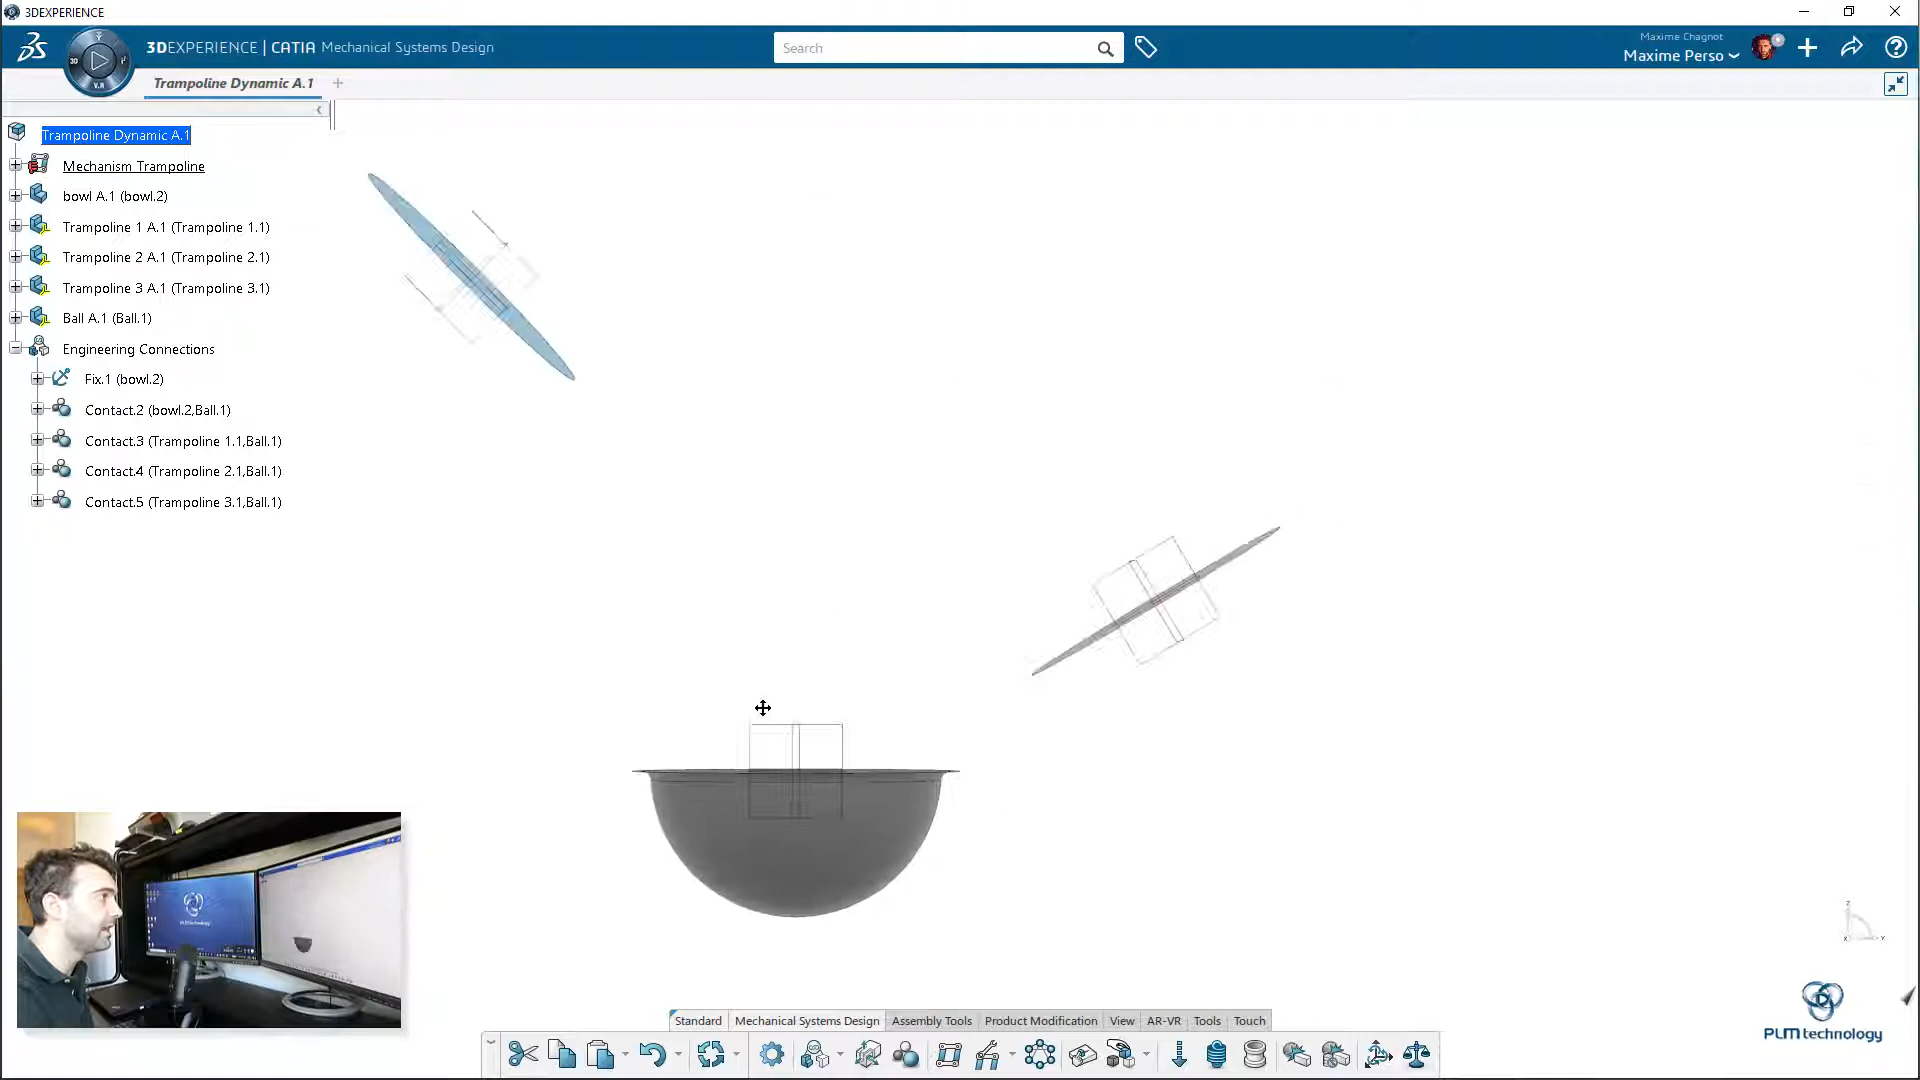 3DEXPERIENCE
3DEXPERIENCE | CATIA Mechanical Systems Design
Search
Maxime Chagnot
Maxime Perso
3D
V.R
Trampoline Dynamic A.1
Trampoline Dynamic A.1
Mechanism Trampoline
bowl A.1 (bowl.2)
Trampoline 1 A.1 (Trampoline 1.1)
Trampoline 2 A.1 (Trampoline 2.1)
Trampoline 3 A.1 (Trampoline 3.1)
Ball A.1 (Ball.1)
Engineering Connections
Fix.1 (bowl.2)
Contact.2 (bowl.2,Ball.1)
Contact.3 (Trampoline 1.1,Ball.1)
Contact.4 (Trampoline 2.1,Ball.1)
Contact.5 (Trampoline 3.1,Ball.1)
PLM technology
Standard Mechanical Systems Design Assembly Tools Product Modification View AR-VR Tools Touch
PLM technology